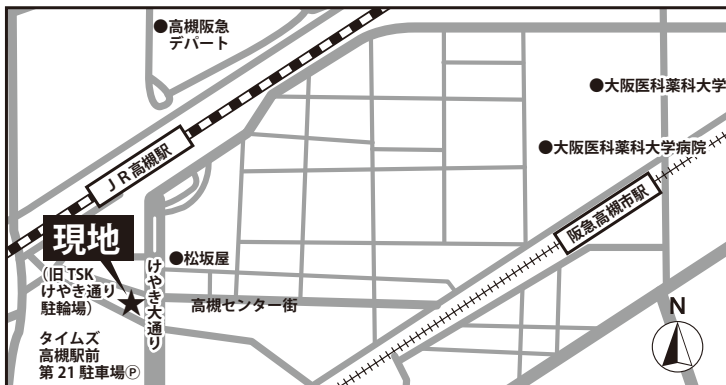 ●高槻阪急
デパート
●大阪医科薬科大学
●大阪医科薬科大学病院
JR高槻駅
阪急高槻市駅
現地
(旧TSK
けやき通り
駐輪場)
★
●松坂屋
けやき大通り
高槻センター街
タイムズ
高槻駅前
第21駐車場Ⓟ
N